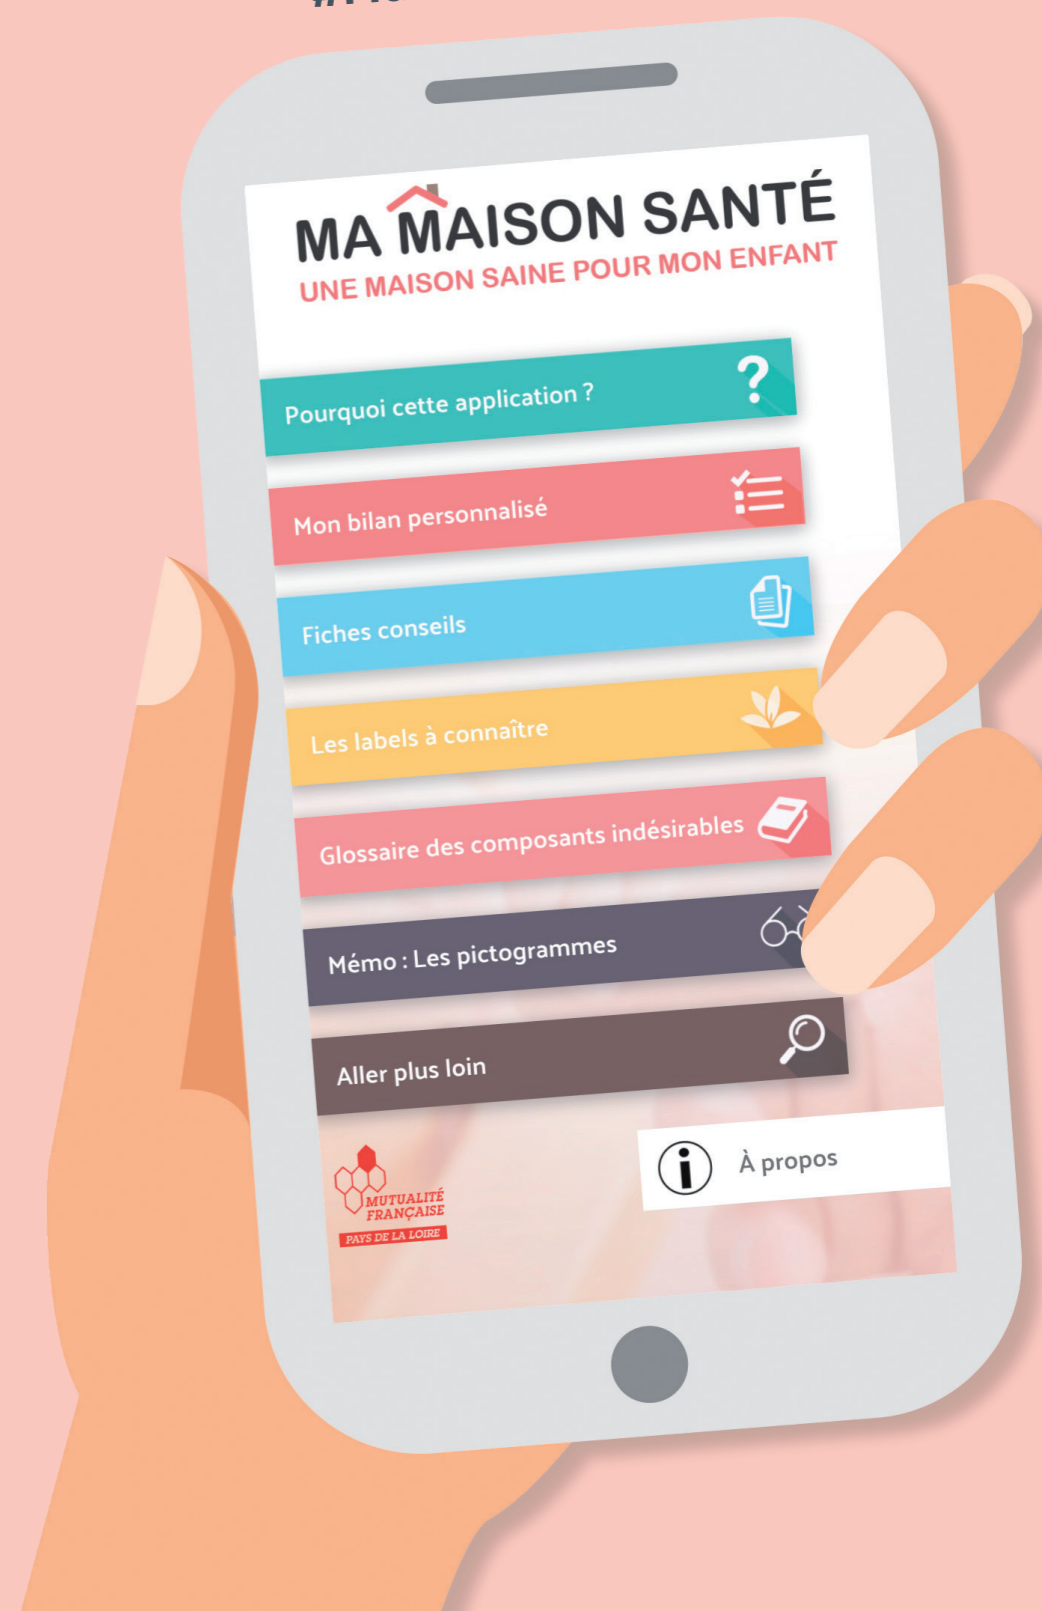 MA MAISON SANTÉ
UNE MAISON SAINE POUR MON ENFANT
Pourquoi cette application ?
Mon bilan personnalisé
Fiches conseils
Les labels à connaître
Glossaire des composants indésirables
Mémo : Les pictogrammes
Aller plus loin
À propos
MUTUALITÉ
FRANÇAISE
PAYS DE LA LOIRE